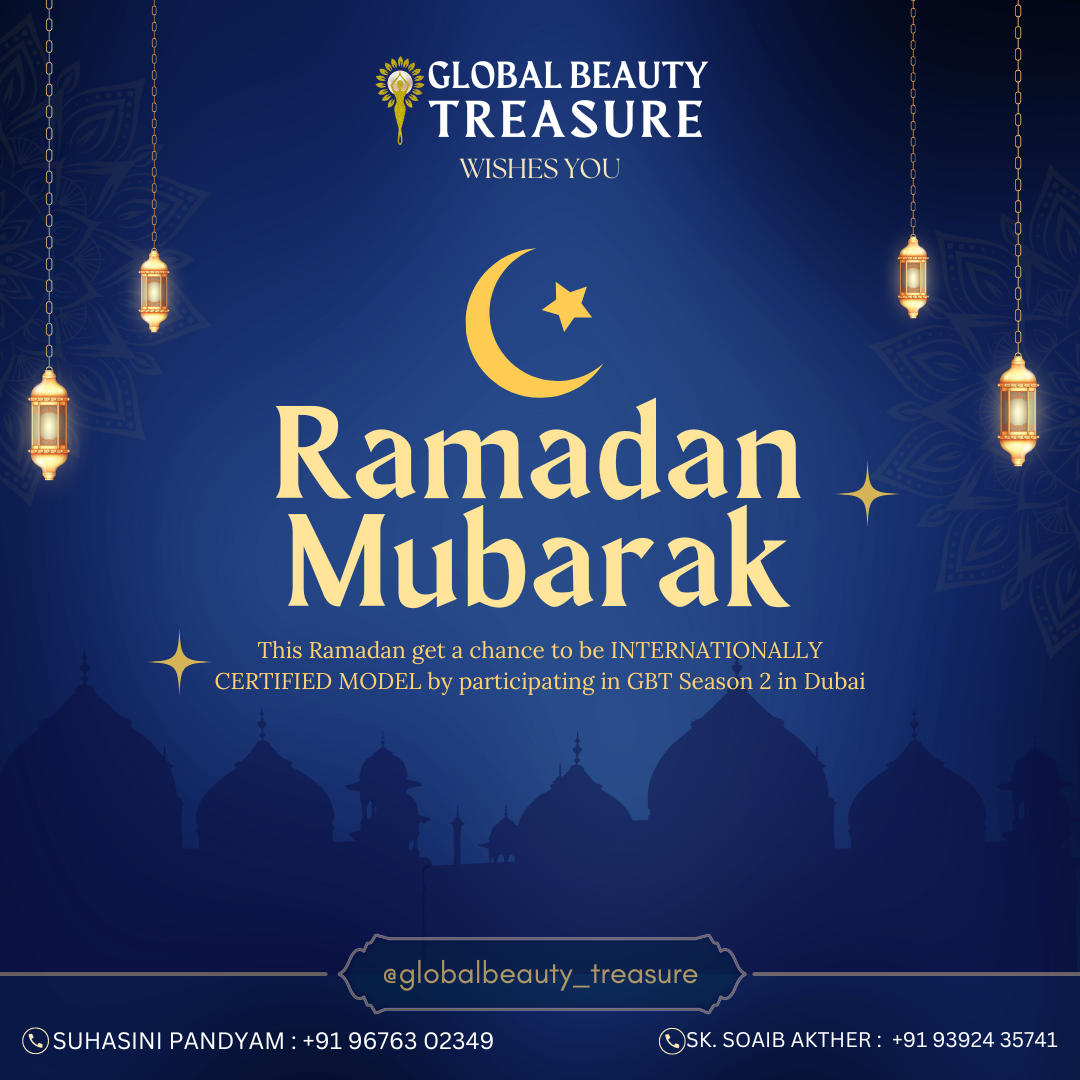 GLOBAL BEAUTY
TREASURE
WISHES YOU
Ramadan
Mubarak
This Ramadan get a chance to be INTERNATIONALLY
CERTIFIED MODEL by participating in GBT Season 2 in Dubai
@globalbeauty_treasure
SUHASINI PANDYAM : +91 96763 02349
SK. SOAIB AKTHER : +91 93924 35741